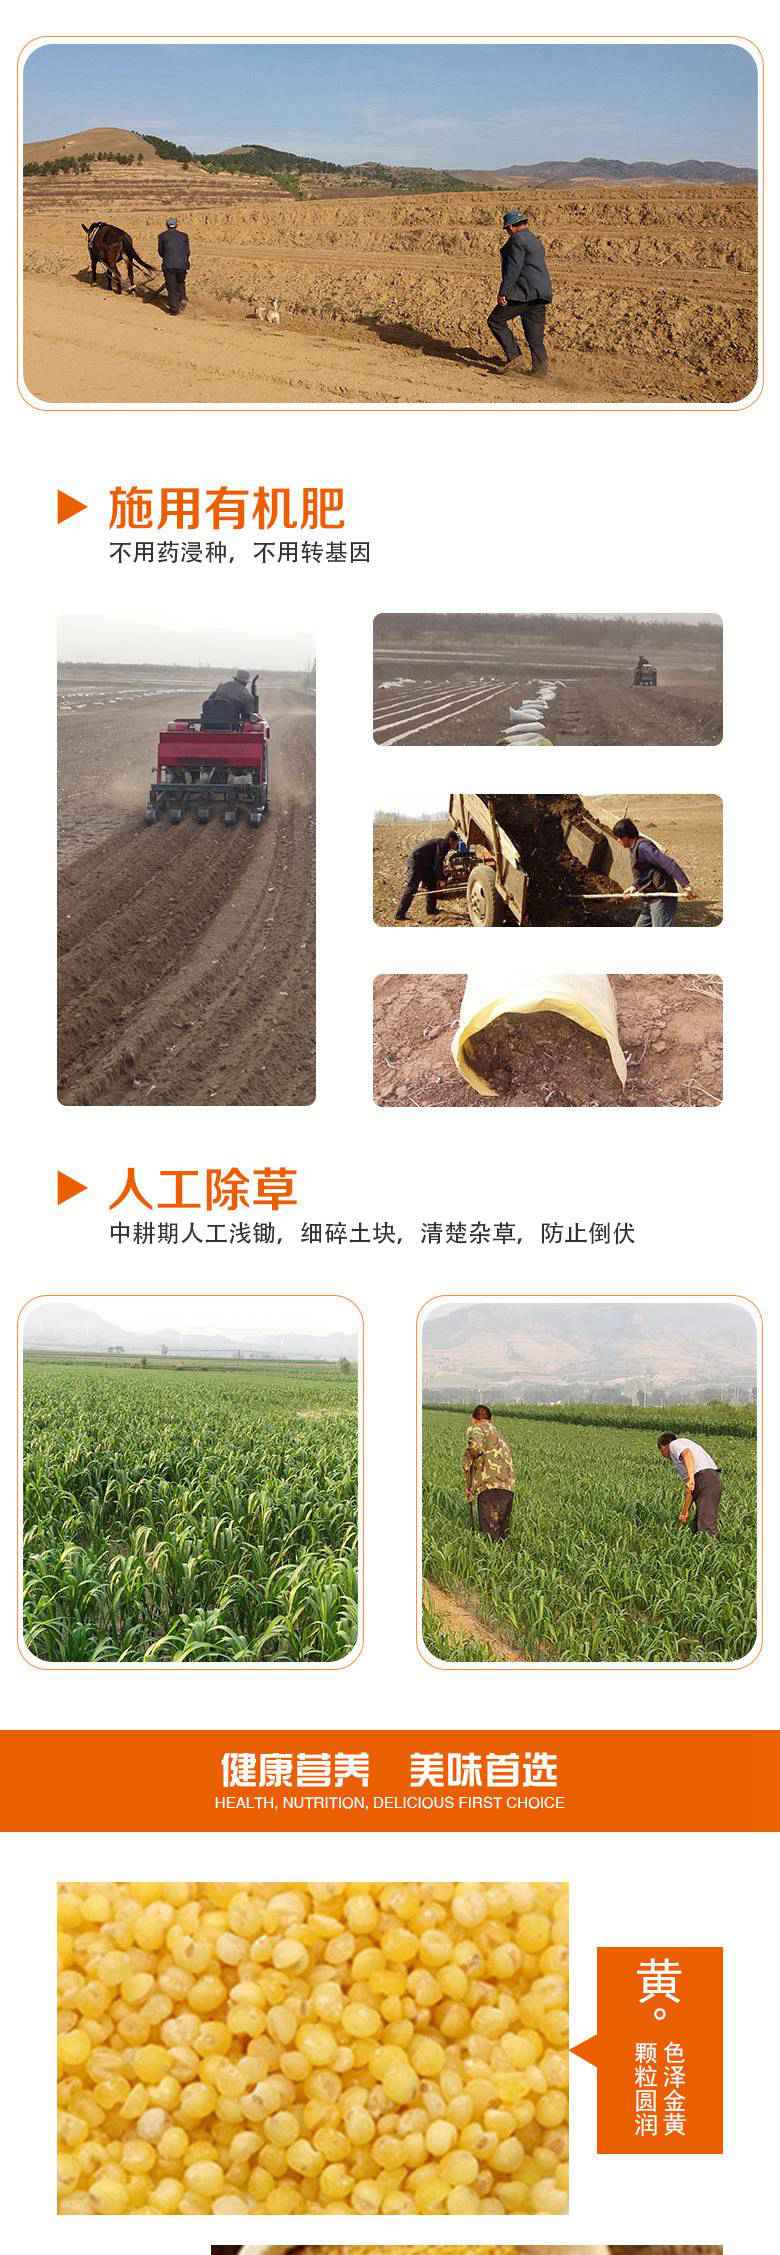 施用有机肥
不用药浸种，不用转基因
人工除草
中耕期人工浅锄，细碎土块，清楚杂草，防止倒伏
健康营养 美味首选
HEALTH, NUTRITION, DELICIOUS FIRST CHOICE
黄。
色泽金黄
颗粒圆润